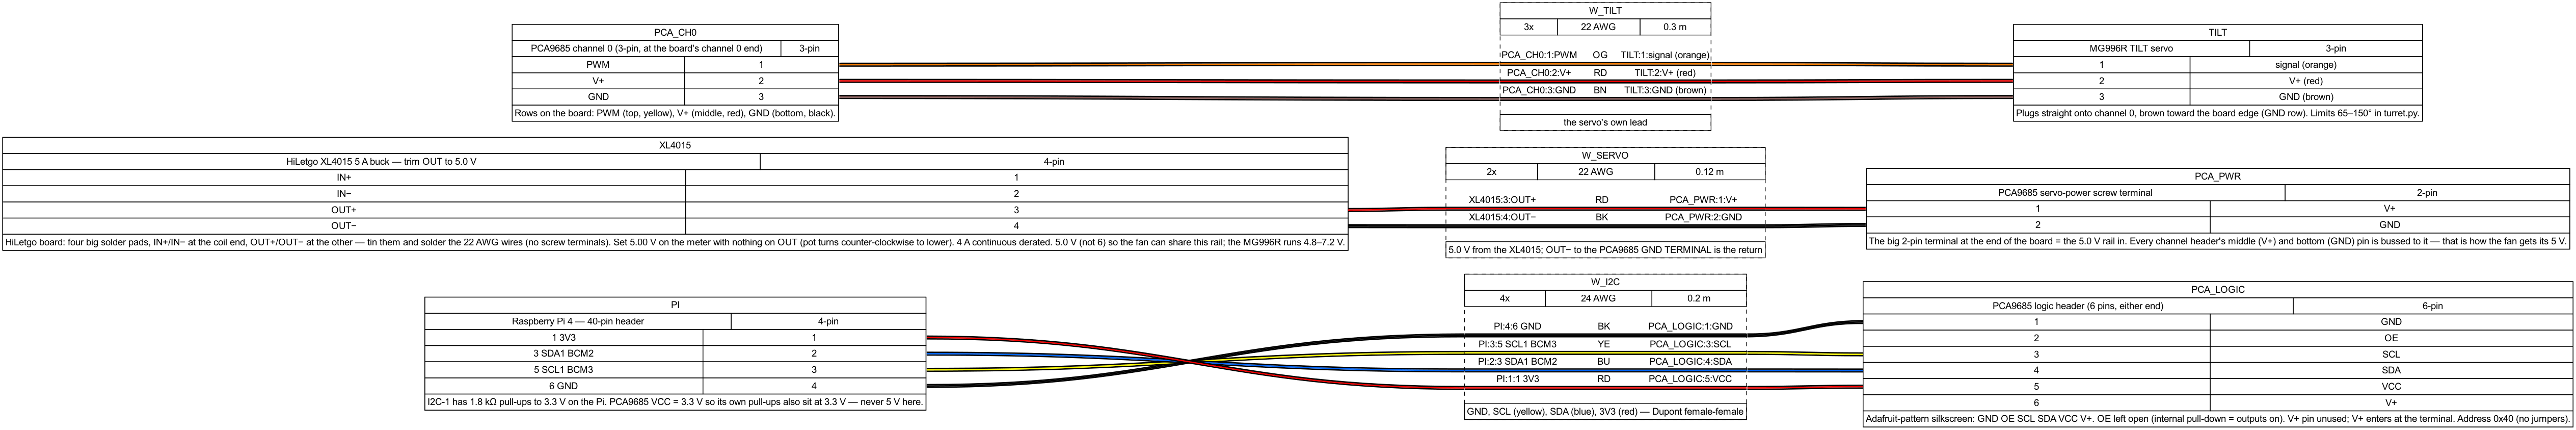 PCA_CH0
PCA9685 channel 0 (3-pin, at the board's channel 0 end) 3-pin
PWM 1
V+ 2
GND 3
Rows on the board: PWM (top, yellow), V+ (middle, red), GND (bottom, black).
W_TILT
3x 22 AWG 0.3 m
PCA_CH0:1:PWM OG TILT:1:signal (orange)
PCA_CH0:2:V+ RD TILT:2:V+ (red)
PCA_CH0:3:GND BN TILT:3:GND (brown)
the servo's own lead
TILT
MG996R TILT servo 3-pin
1 signal (orange)
2 V+ (red)
3 GND (brown)
Plugs straight onto channel 0, brown toward the board edge (GND row). Limits 65–150° in turret.py.
XL4015
HiLetgo XL4015 5 A buck — trim OUT to 5.0 V 4-pin
IN+ 1
IN− 2
OUT+ 3
OUT− 4
HiLetgo board: four big solder pads, IN+/IN− at the coil end, OUT+/OUT− at the other — tin them and solder the 22 AWG wires (no screw terminals). Set 5.00 V on the meter with nothing on OUT (pot turns counter-clockwise to lower). 4 A continuous derated. 5.0 V (not 6) so the fan can share this rail; the MG996R runs 4.8–7.2 V.
W_SERVO
2x 22 AWG 0.12 m
XL4015:3:OUT+ RD PCA_PWR:1:V+
XL4015:4:OUT− BK PCA_PWR:2:GND
5.0 V from the XL4015; OUT− to the PCA9685 GND TERMINAL is the return
PCA_PWR
PCA9685 servo-power screw terminal 2-pin
1 V+
2 GND
The big 2-pin terminal at the end of the board = the 5.0 V rail in. Every channel header's middle (V+) and bottom (GND) pin is bussed to it — that is how the fan gets its 5 V.
PI
Raspberry Pi 4 — 40-pin header 4-pin
1 3V3 1
3 SDA1 BCM2 2
5 SCL1 BCM3 3
6 GND 4
I2C-1 has 1.8 kΩ pull-ups to 3.3 V on the Pi. PCA9685 VCC = 3.3 V so its own pull-ups also sit at 3.3 V — never 5 V here.
W_I2C
4x 24 AWG 0.2 m
PI:4:6 GND BK PCA_LOGIC:1:GND
PI:3:5 SCL1 BCM3 YE PCA_LOGIC:3:SCL
PI:2:3 SDA1 BCM2 BU PCA_LOGIC:4:SDA
PI:1:1 3V3 RD PCA_LOGIC:5:VCC
GND, SCL (yellow), SDA (blue), 3V3 (red) — Dupont female-female
PCA_LOGIC
PCA9685 logic header (6 pins, either end) 6-pin
1 GND
2 OE
3 SCL
4 SDA
5 VCC
6 V+
Adafruit-pattern silkscreen: GND OE SCL SDA VCC V+. OE left open (internal pull-down = outputs on). V+ pin unused; V+ enters at the terminal. Address 0x40 (no jumpers).